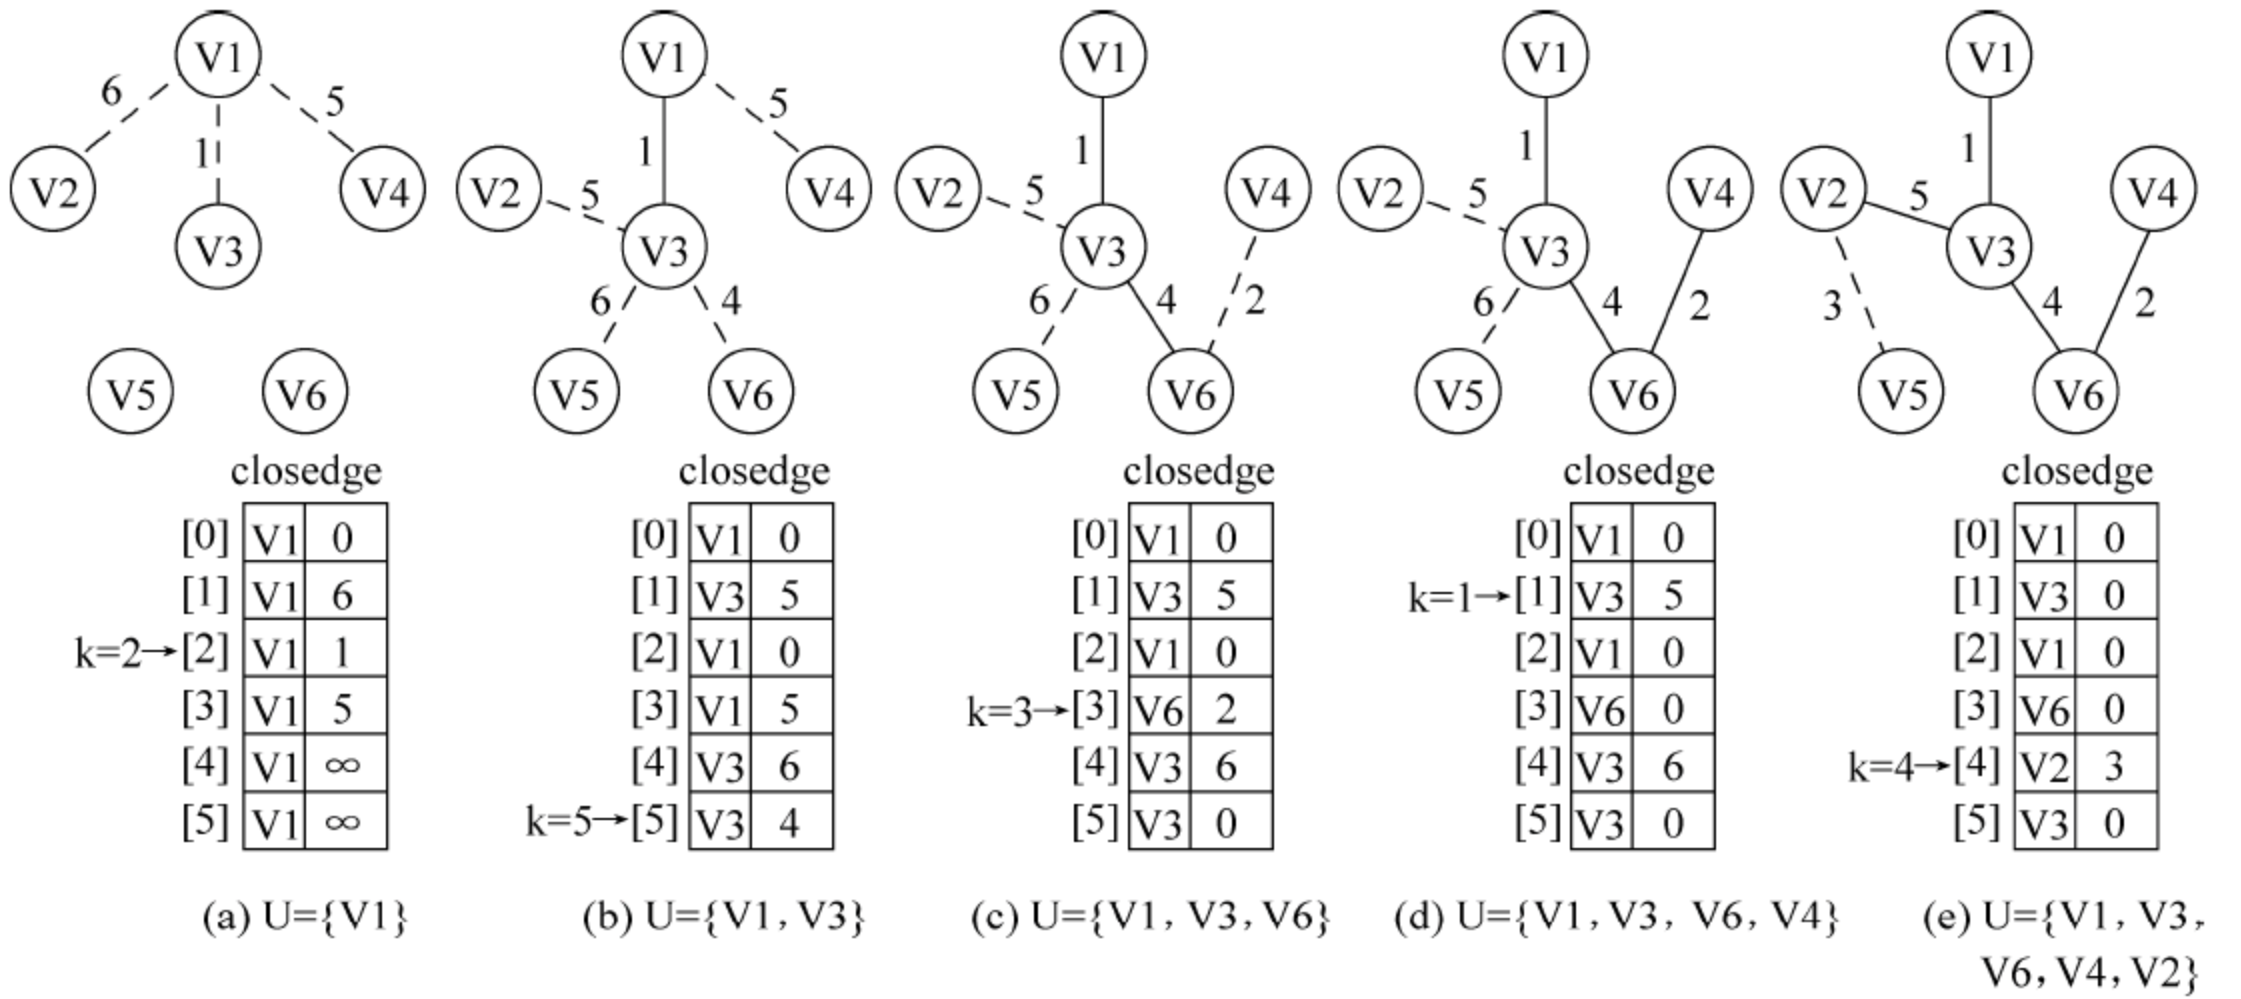 V1 V1 V1 V1 V1
6 5 5
1 1 1 1 1
V2 V4 V2 5 V4 V2 5 V4 V2 5 V4 V2 5 V4
V3 V3 V3 V3 V3
6 4 6 4 2 6 4 2 3 4 2
V5 V6 V5 V6 V5 V6 V5 V6 V5 V6
closedge closedge closedge closedge closedge
[0] V1 0 [0] V1 0 [0] V1 0 [0] V1 0 [0] V1 0
[1] V1 6 [1] V3 5 [1] V3 5 k=1→[1] V3 5 [1] V3 0
k=2→[2] V1 1 [2] V1 0 [2] V1 0 [2] V1 0 [2] V1 0
[3] V1 5 [3] V1 5 k=3→[3] V6 2 [3] V6 0 [3] V6 0
[4] V1 ∞ [4] V3 6 [4] V3 6 [4] V3 6 k=4→[4] V2 3
[5] V1 ∞ k=5→[5] V3 4 [5] V3 0 [5] V3 0 [5] V3 0
(a) U={V1} (b) U={V1, V3} (c) U={V1, V3, V6} (d) U={V1, V3, V6, V4} (e) U={V1, V3,
V6, V4, V2}